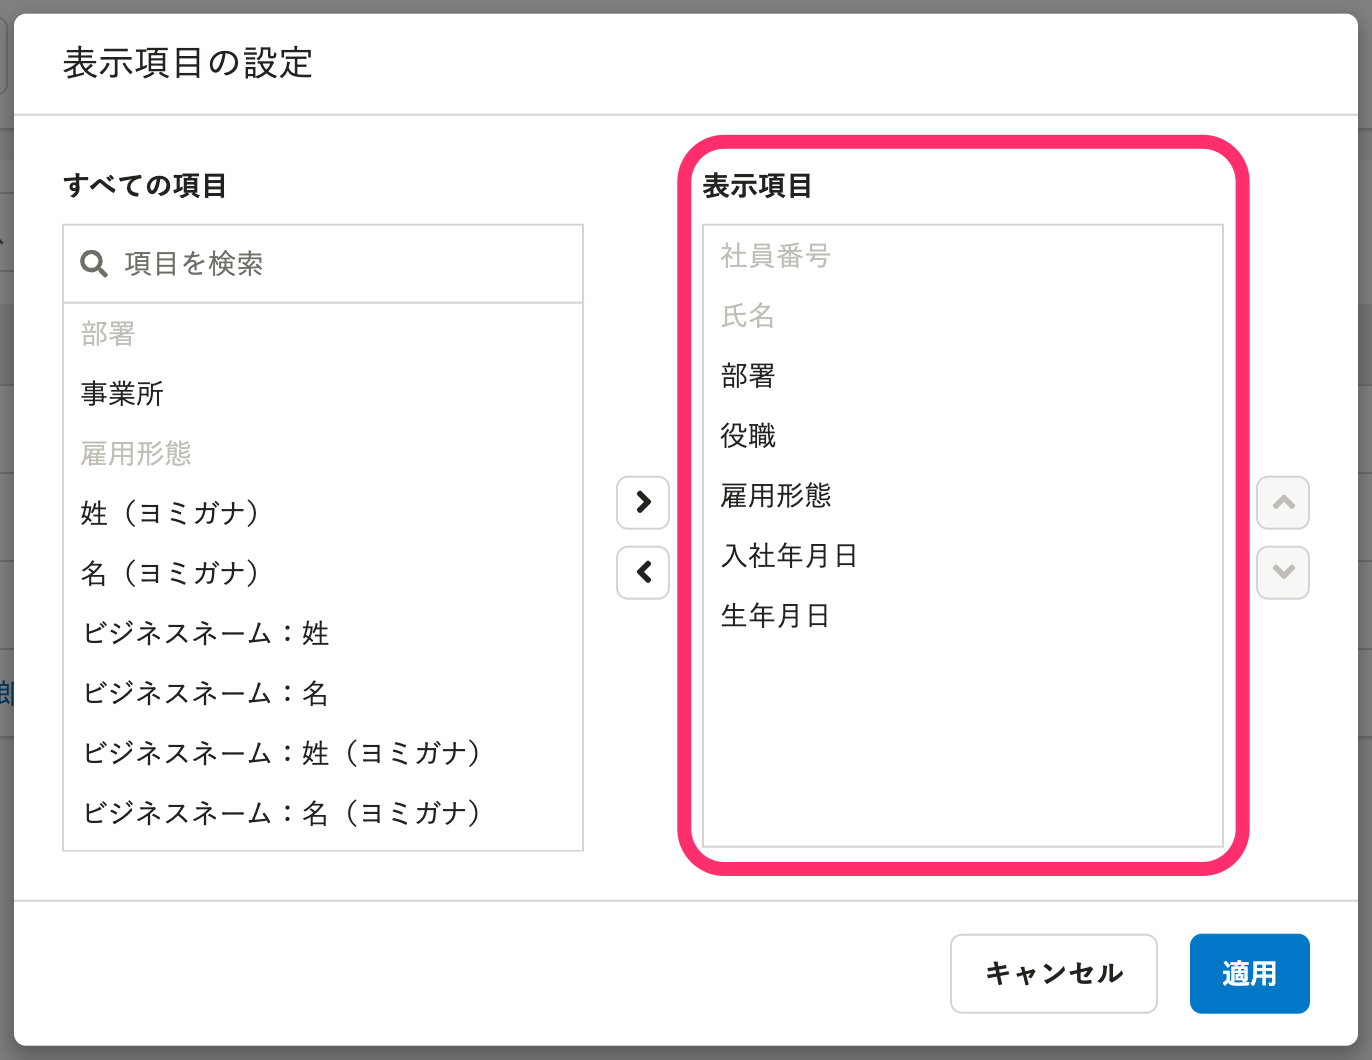 表示項目の設定
すべての項目
項目を検索
部署
事業所
雇用形態
姓（ヨミガナ）
名（ヨミガナ）
ビジネスネーム：姓
ビジネスネーム：名
ビジネスネーム：姓（ヨミガナ）
ビジネスネーム：名（ヨミガナ）
表示項目
社員番号
氏名
部署
役職
雇用形態
入社年月日
生年月日
キャンセル
適用
郎